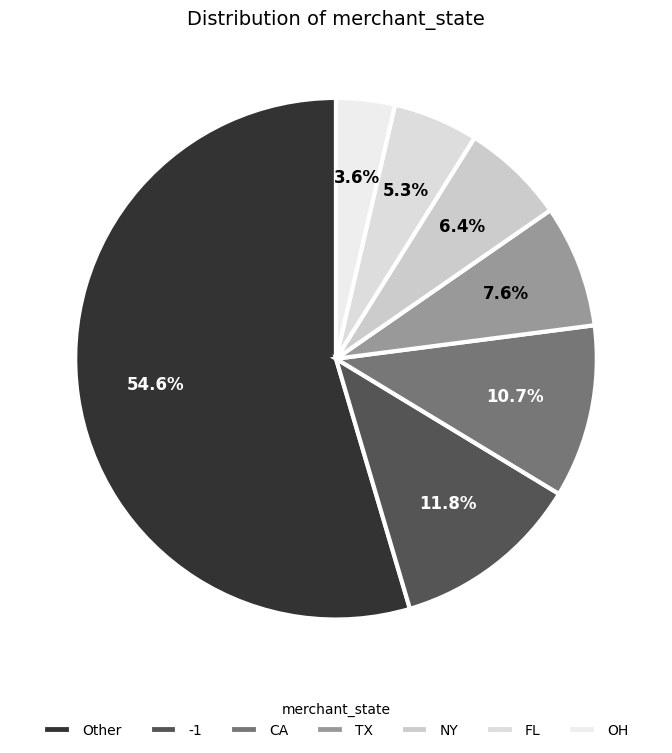 Distribution of merchant_state
3.6%
5.3%
6.4%
7.6%
54.6%
10.7%
11.8%
merchant_state
Other -1 CA TX NY FL OH